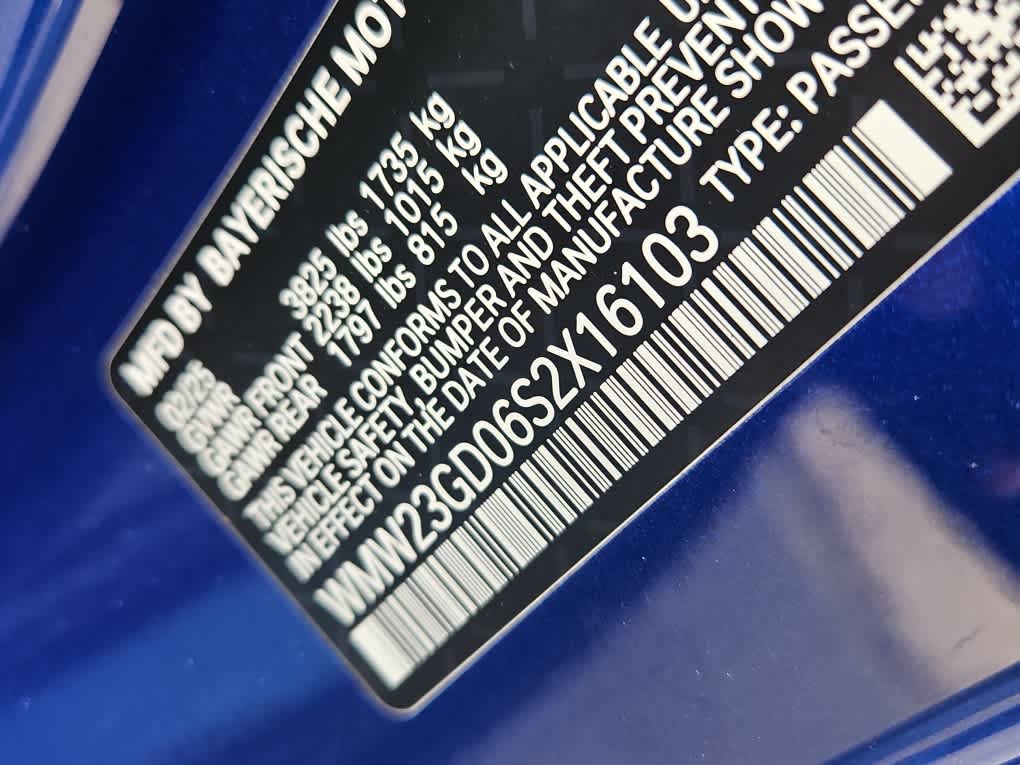 MFD BY BAYERISCHE MOT
02/25
GVWR 3825 lbs 1735 kg
GAWR FRONT 2238 lbs 1015 kg
GAWR REAR 1797 lbs 815 kg
THIS VEHICLE CONFORMS TO ALL APPLICABLE U
VEHICLE SAFETY, BUMPER AND THEFT PREVENT
IN EFFECT ON THE DATE OF MANUFACTURE SHOW
WMW23GD06S2X16103 TYPE: PASSE